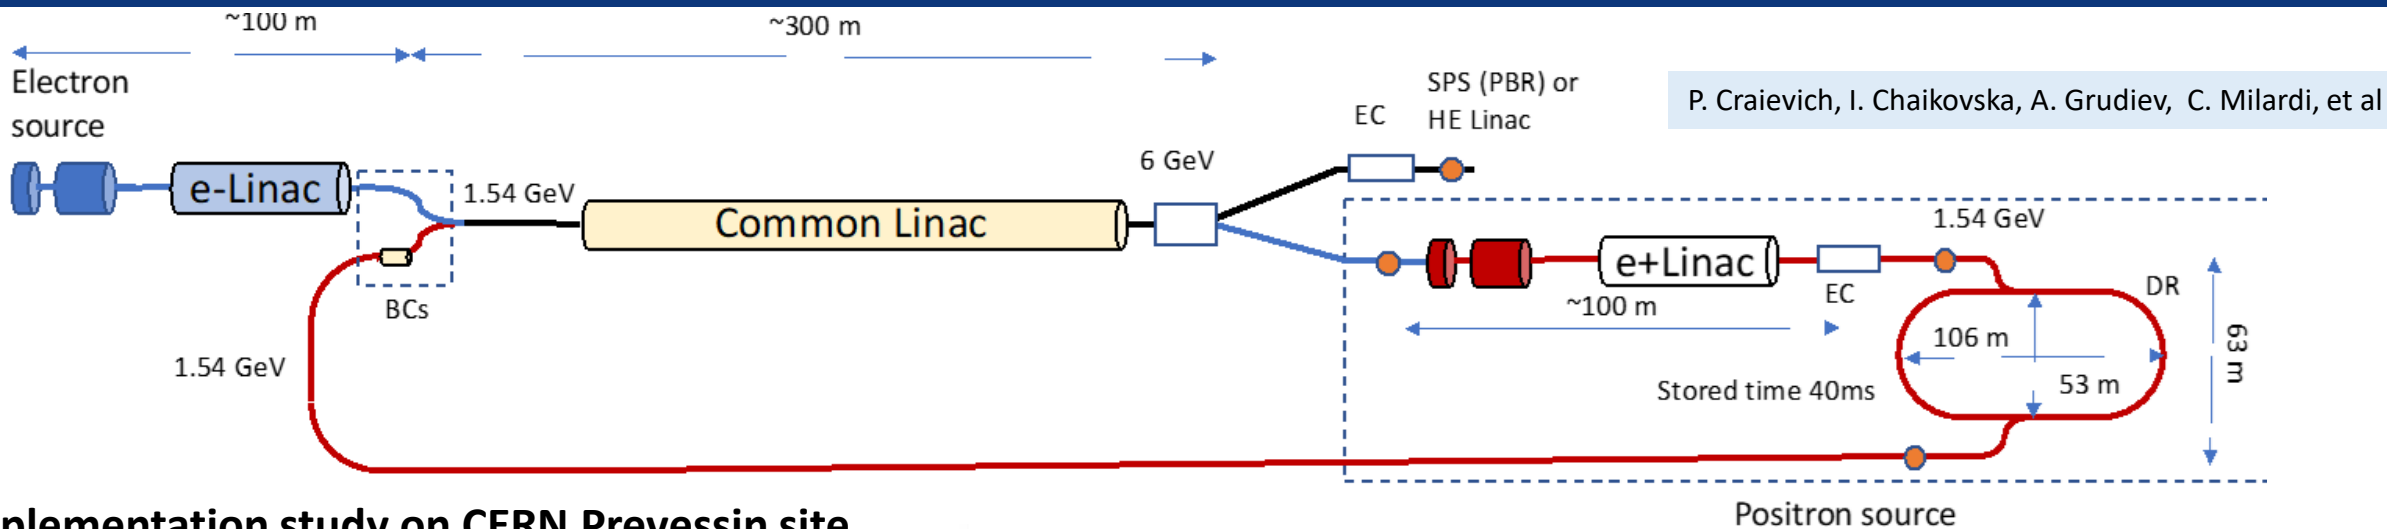 ~100 m
~300 m
Electron
source
SPS (PBR) or
HE Linac
EC
P. Craievich, I. Chaikovska, A. Grudiev, C. Milardi, et al
6 GeV
e-Linac
1.54 GeV
Common Linac
1.54 GeV
e+Linac
EC
DR
BCs
~100 m
106 m
63 m
1.54 GeV
Stored time 40ms
53 m
Positron source
plementation study on CERN Prevessin site